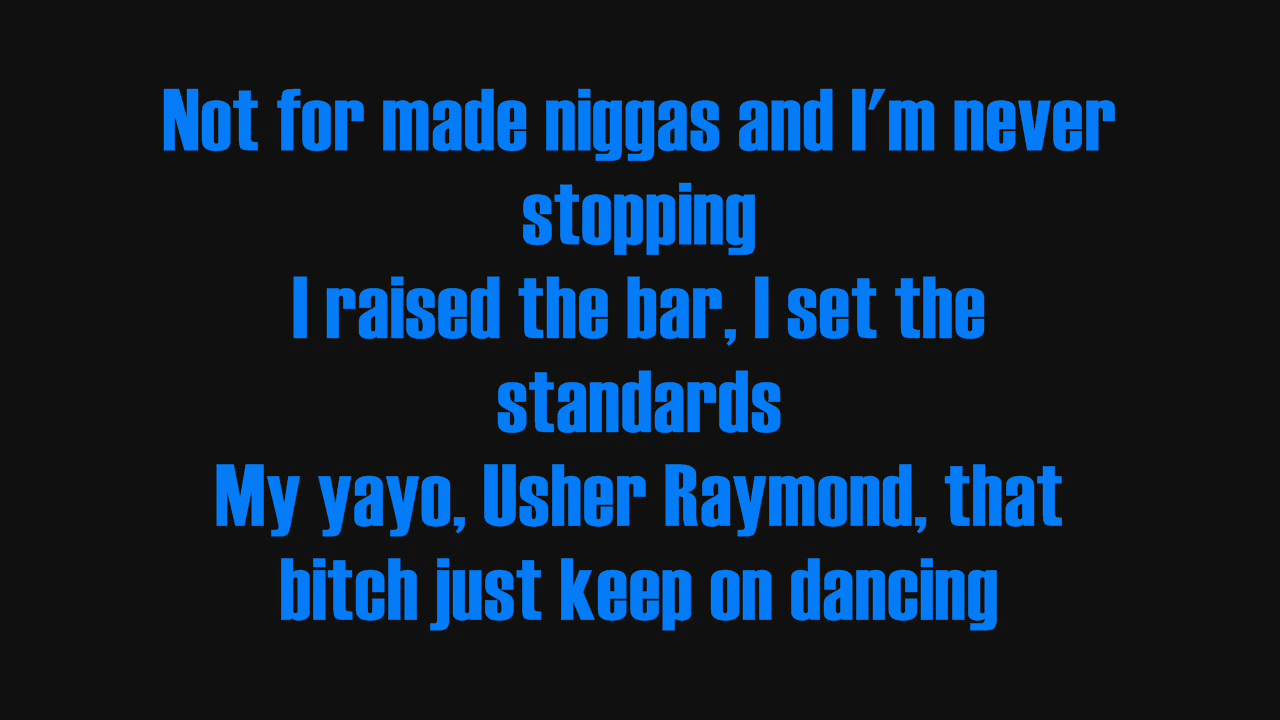 Not for made niggas and I'm never
stopping
I raised the bar, I set the
standards
My yayo, Usher Raymond, that
bitch just keep on dancing